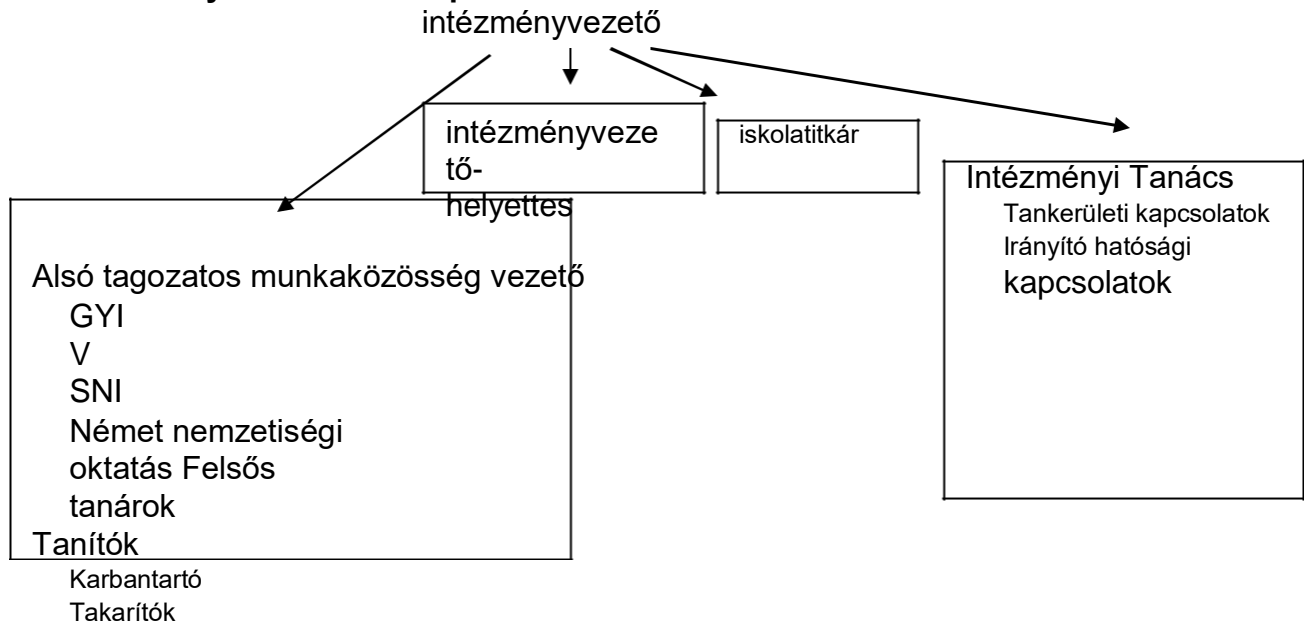 intézményvezető
intézményveze
tő-
helyettes
iskolatitkár
Intézményi Tanács
Tankerületi kapcsolatok
Irányító hatósági
kapcsolatok
Alsó tagozatos munkaközösség vezető
GYI
V
SNI
Német nemzetiségi
oktatás Felsős
tanárok
Tanítók
Karbantartó
Takarítók